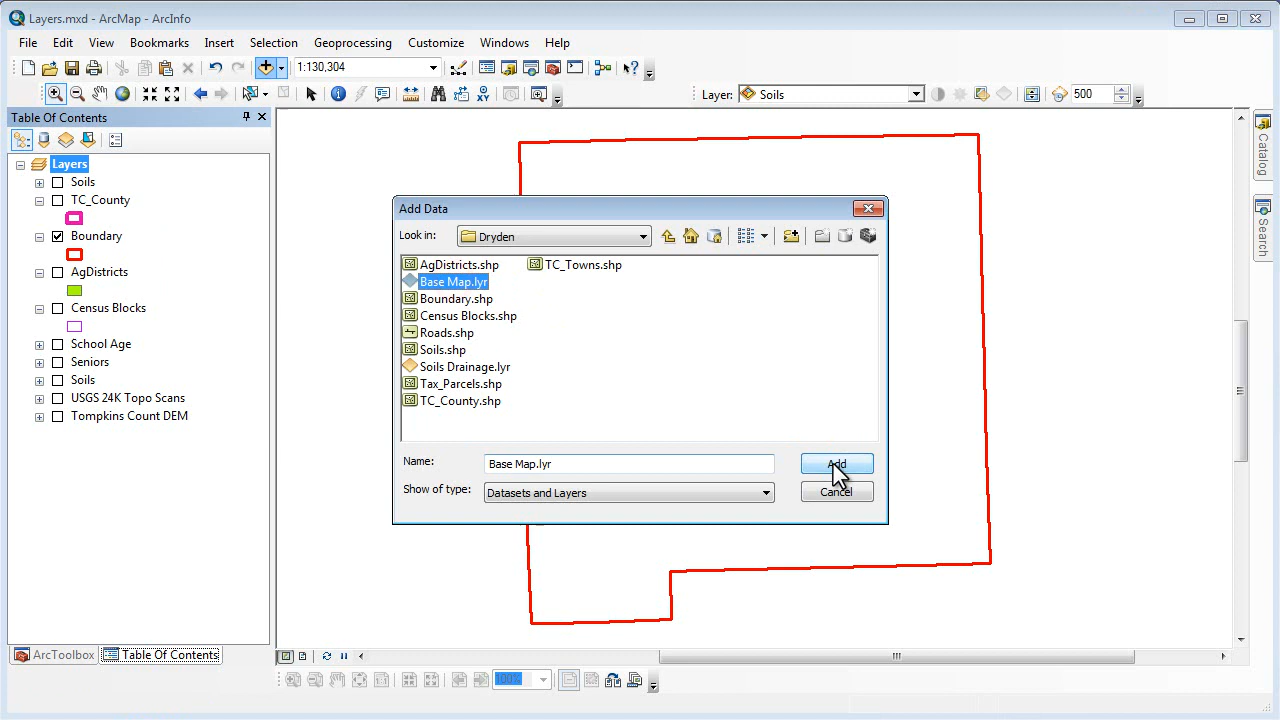 Layers.mxd - ArcMap - ArcInfo
File Edit View Bookmarks Insert Selection Geoprocessing Customize Windows Help
1:130,304
Layer: Soils 500
Table Of Contents
Layers
Soils
TC_County
Boundary
AgDistricts
Census Blocks
School Age
Seniors
Soils
USGS 24K Topo Scans
Tompkins Count DEM
ArcToolbox Table Of Contents
Add Data
Look in: Dryden
AgDistricts.shp
Base Map.lyr
Boundary.shp
Census Blocks.shp
Roads.shp
Soils.shp
Soils Drainage.lyr
Tax_Parcels.shp
TC_County.shp
TC_Towns.shp
Name: Base Map.lyr
Add
Show of type: Datasets and Layers
Cancel
100%
Catalog
Search